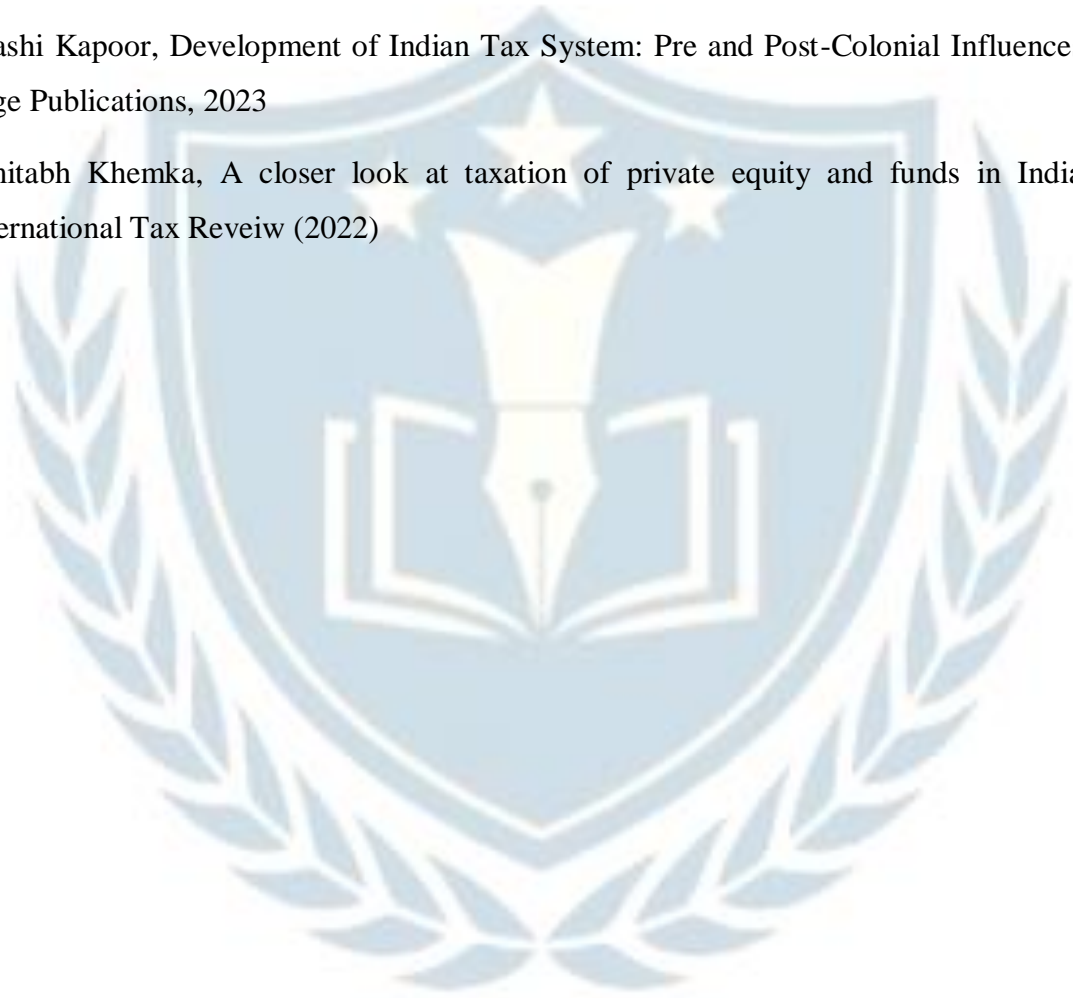 ashi Kapoor, Development of Indian Tax System: Pre and Post-Colonial Influence
ge Publications, 2023
nitabh Khemka, A closer look at taxation of private equity and funds in India
ernational Tax Reveiw (2022)